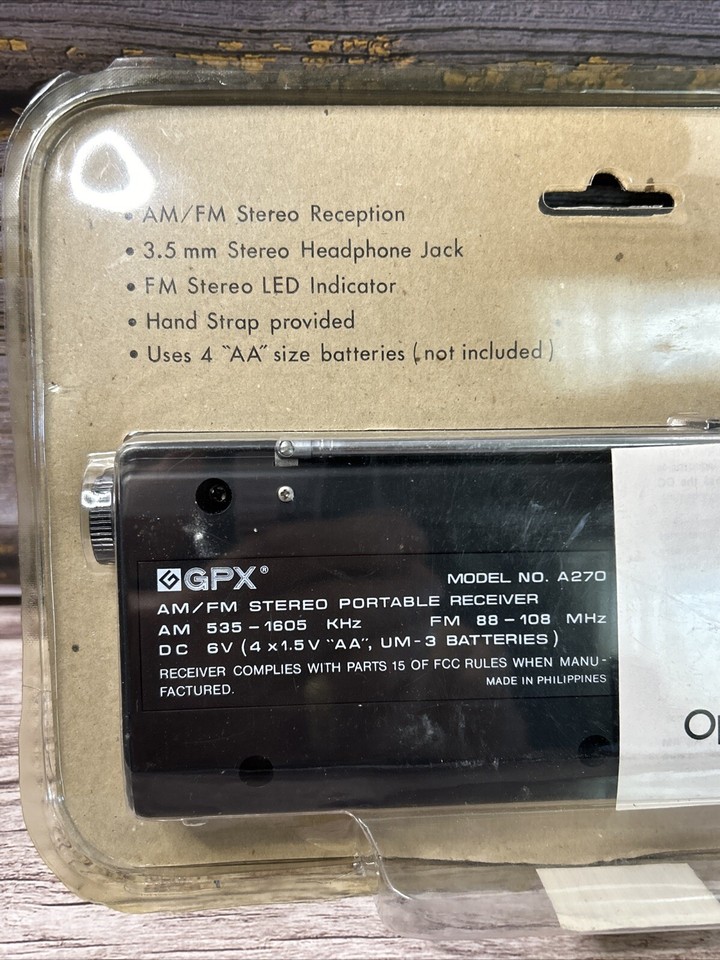 • AM/FM Stereo Reception
• 3.5 mm Stereo Headphone Jack
• FM Stereo LED Indicator
• Hand Strap provided
• Uses 4 "AA" size batteries (not included)
GPX®
MODEL NO. A270
AM/FM STEREO PORTABLE RECEIVER
AM 535-1605 KHz FM 88-108 MHz
DC 6V (4 x 1.5V "AA", UM-3 BATTERIES)
RECEIVER COMPLIES WITH PARTS 15 OF FCC RULES WHEN MANU-
FACTURED. MADE IN PHILIPPINES